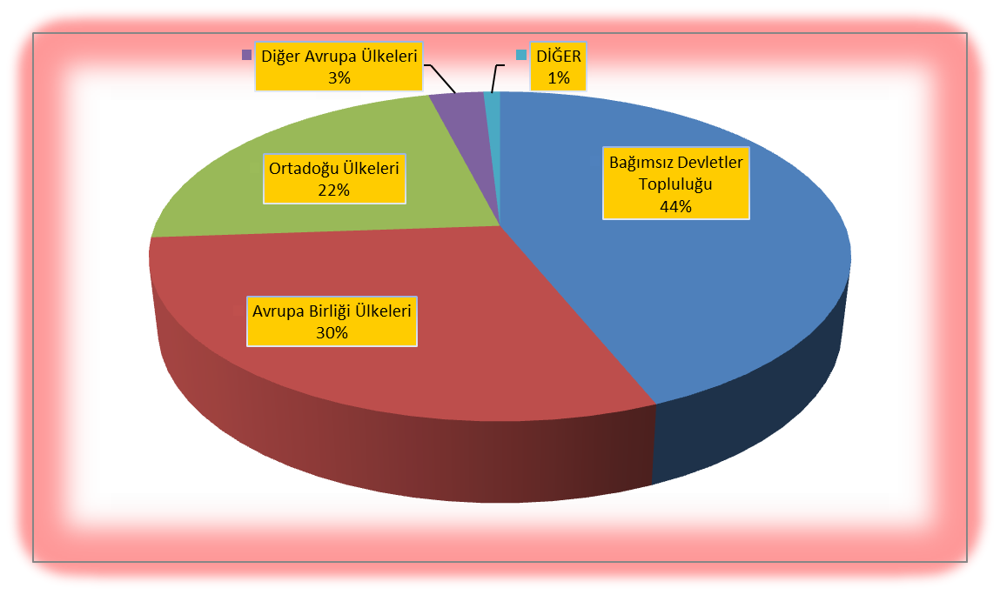 Diğer Avrupa Ülkeleri
3%
DİĞER
1%
Bağımsız Devletler
Topluluğu
44%
Ortadoğu Ülkeleri
22%
Avrupa Birliği Ülkeleri
30%